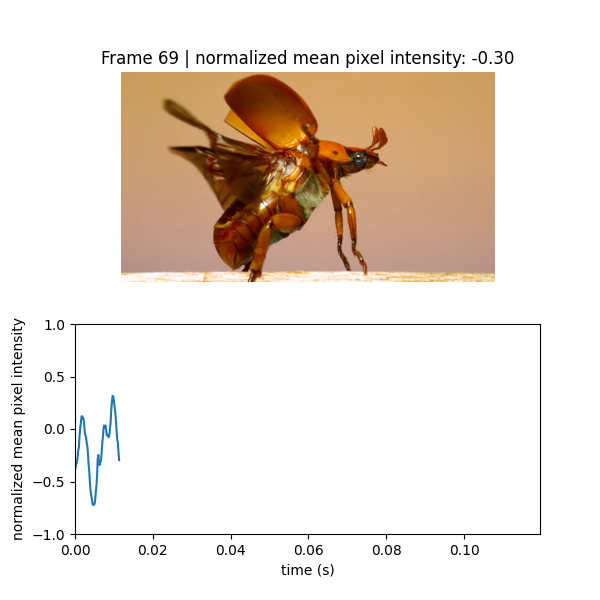 Frame 69 | normalized mean pixel intensity: -0.30
1.0
0.5
0.0
−0.5
−1.0
normalized mean pixel intensity
0.00 0.02 0.04 0.06 0.08 0.10
time (s)